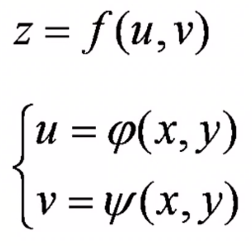 z = f(u, v)
u = φ(x, y)
v = ψ(x, y)